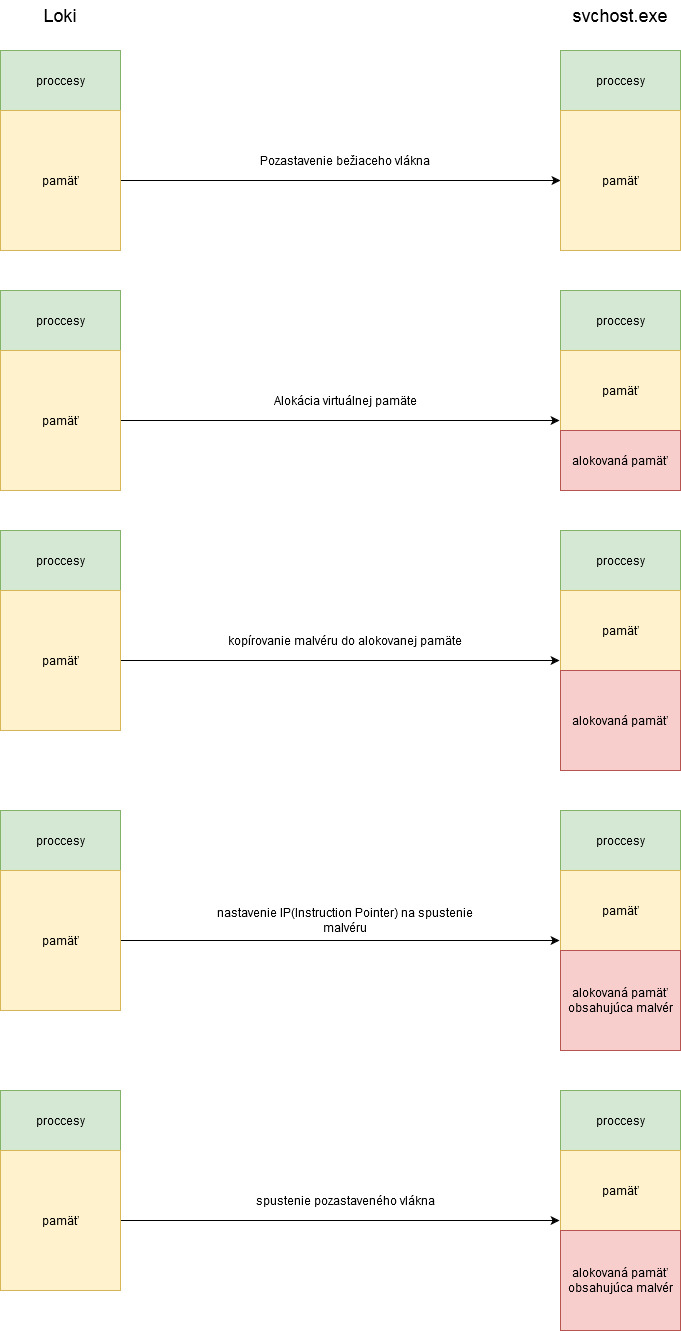 Loki
svchost.exe
proccesy
proccesy
pamäť
Pozastavenie bežiaceho vlákna
pamäť
proccesy
proccesy
pamäť
Alokácia virtuálnej pamäte
pamäť
alokovaná pamäť
proccesy
proccesy
pamäť
kopírovanie malvéru do alokovanej pamäte
pamäť
alokovaná pamäť
proccesy
proccesy
pamäť
nastavenie IP(Instruction Pointer) na spustenie
malvéru
pamäť
alokovaná pamäť
obsahujúca malvér
proccesy
proccesy
pamäť
spustenie pozastaveného vlákna
pamäť
alokovaná pamäť
obsahujúca malvér